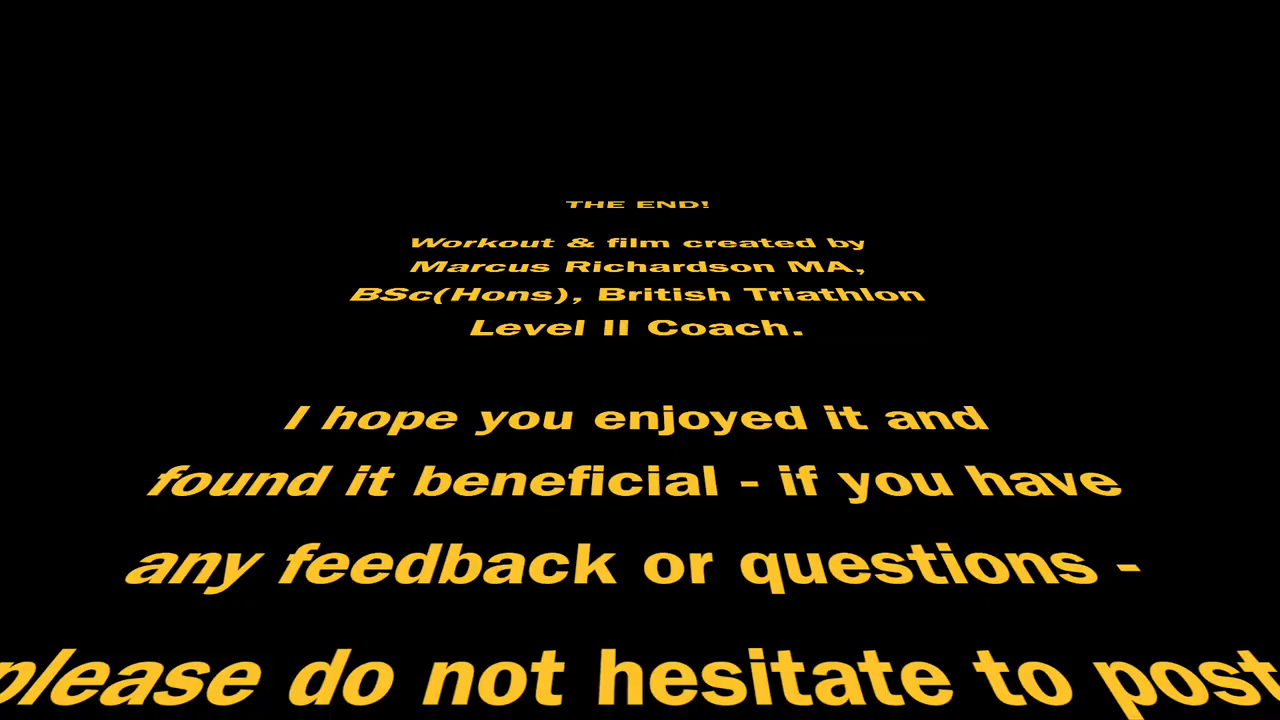 THE END!
Workout & film created by
Marcus Richardson MA,
BSc(Hons), British Triathlon
Level II Coach.
I hope you enjoyed it and
found it beneficial - if you have
any feedback or questions -
please do not hesitate to post